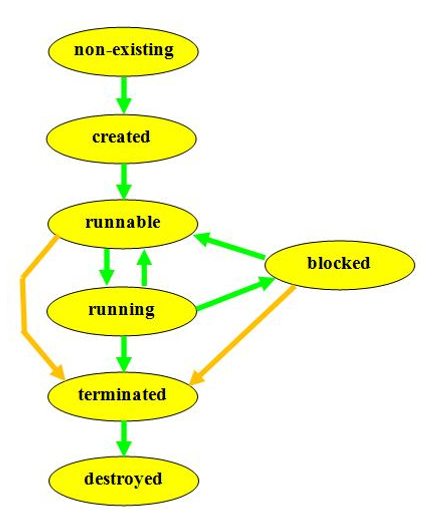 non-existing
created
runnable
blocked
running
terminated
destroyed